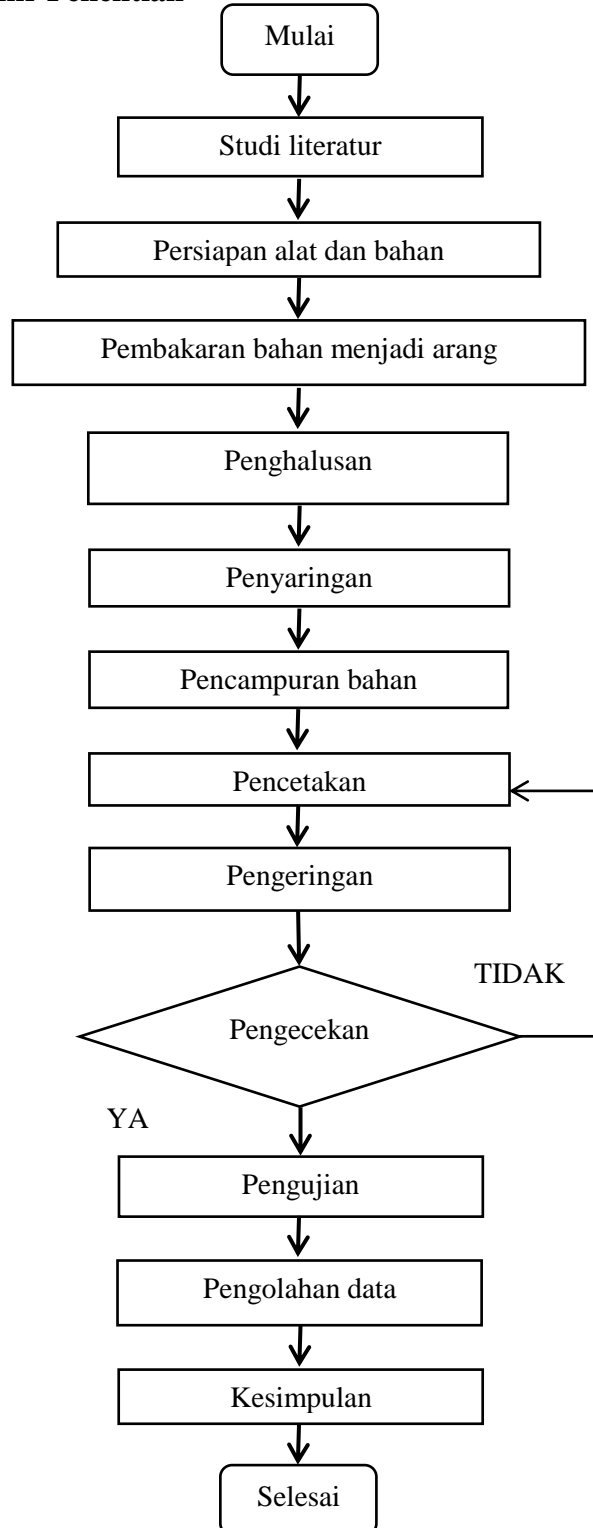 Mulai
Studi literatur
Persiapan alat dan bahan
Pembakaran bahan menjadi arang
Penghalusan
Penyaringan
Pencampuran bahan
Pencetakan
Pengeringan
TIDAK
Pengecekan
YA
Pengujian
Pengolahan data
Kesimpulan
Selesai